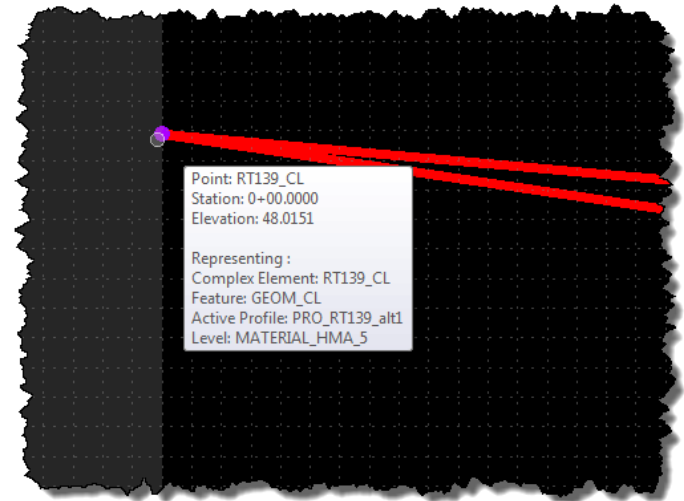 Point: RT139_CL
Station: 0+00.0000
Elevation: 48.0151
Representing :
Complex Element: RT139_CL
Feature: GEOM_CL
Active Profile: PRO_RT139_alt1
Level: MATERIAL_HMA_5